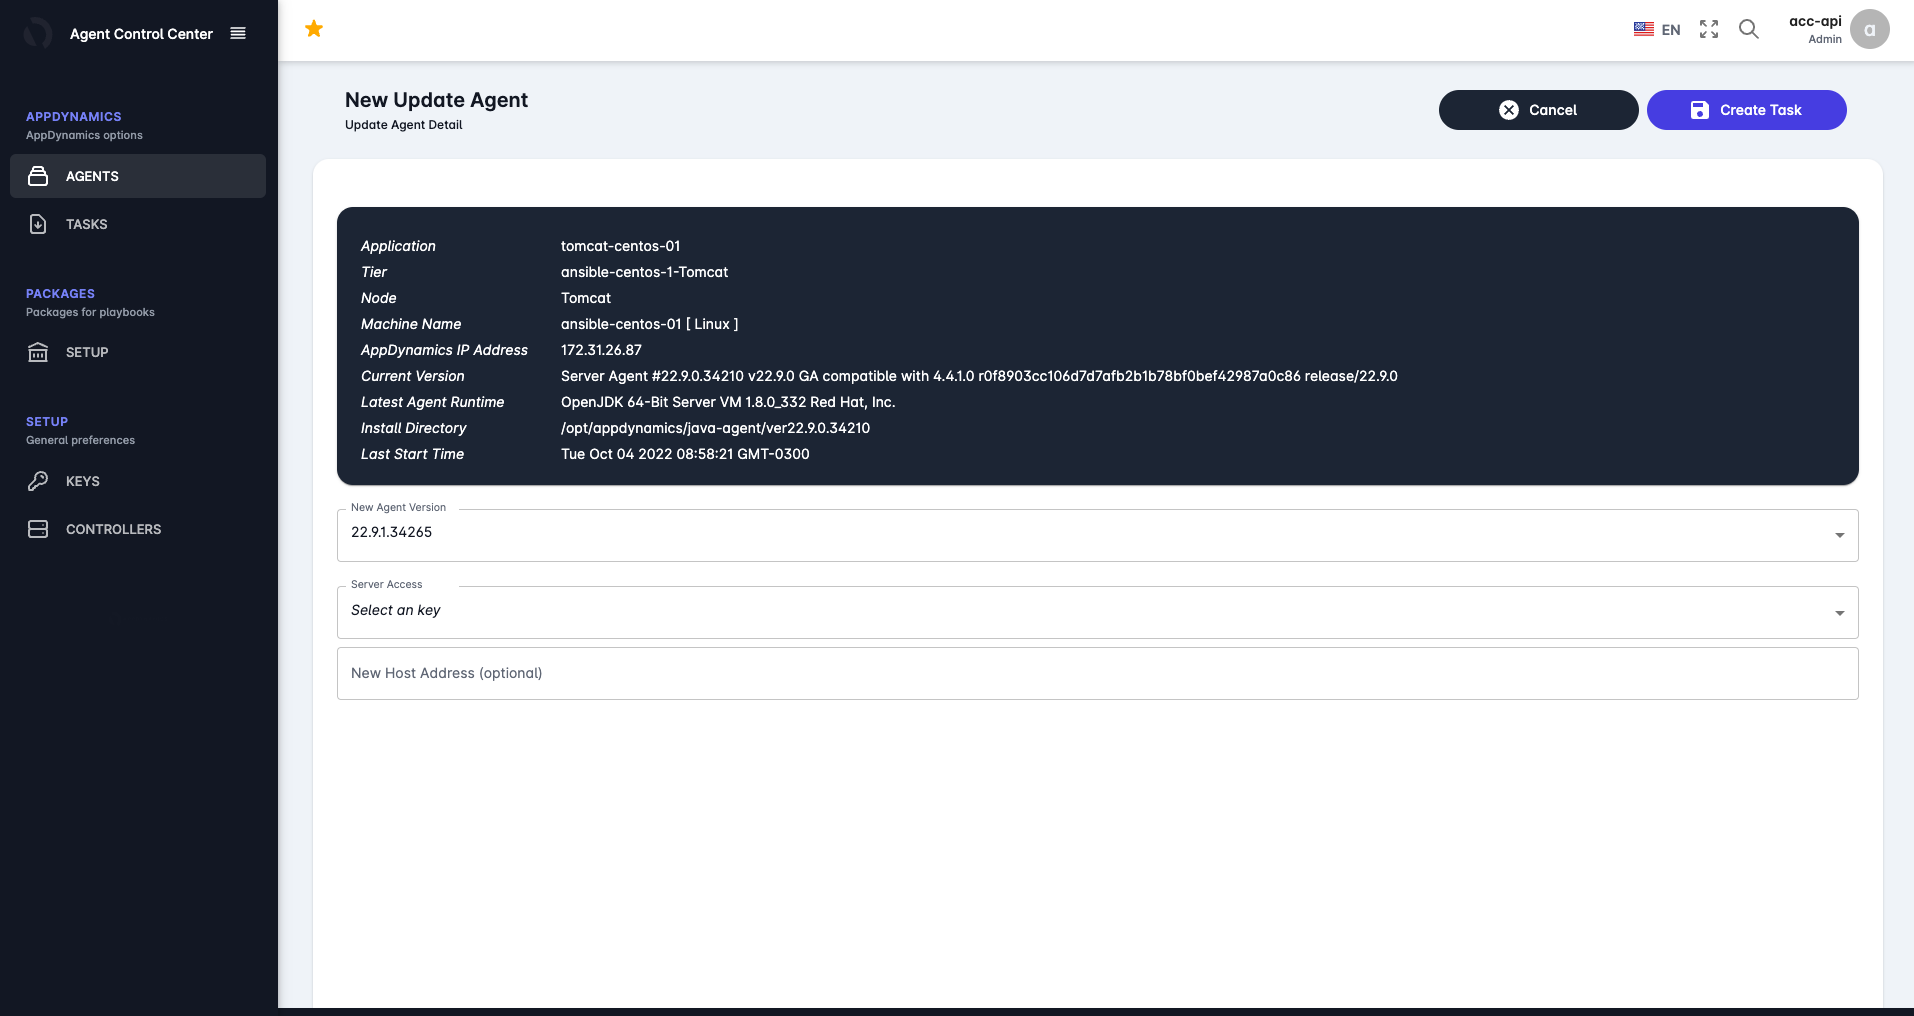 Agent Control Center
EN
acc-api
Admin
a
APPDYNAMICS
AppDynamics options
AGENTS
TASKS
PACKAGES
Packages for playbooks
SETUP
SETUP
General preferences
KEYS
CONTROLLERS
New Update Agent
Update Agent Detail
Cancel
Create Task
Application tomcat-centos-01
Tier ansible-centos-1-Tomcat
Node Tomcat
Machine Name ansible-centos-01 [ Linux ]
AppDynamics IP Address 172.31.26.87
Current Version Server Agent #22.9.0.34210 v22.9.0 GA compatible with 4.4.1.0 r0f8903cc106d7d7afb2b1b78bf0bef42987a0c86 release/22.9.0
Latest Agent Runtime OpenJDK 64-Bit Server VM 1.8.0_332 Red Hat, Inc.
Install Directory /opt/appdynamics/java-agent/ver22.9.0.34210
Last Start Time Tue Oct 04 2022 08:58:21 GMT-0300
New Agent Version
22.9.1.34265
Server Access
Select an key
New Host Address (optional)